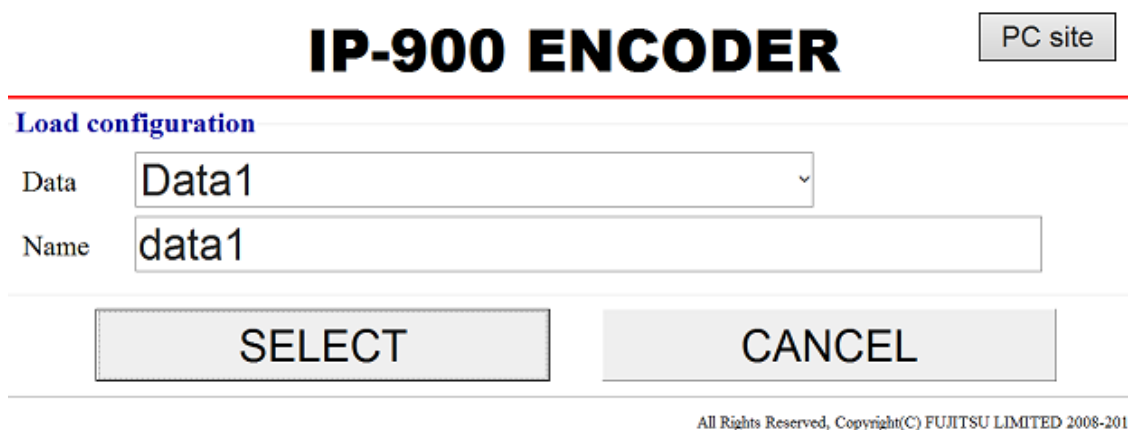 IP-900 ENCODER
PC site
Load configuration
Data Data1
Name data1
SELECT CANCEL
All Rights Reserved, Copyright(C) FUJITSU LIMITED 2008-201